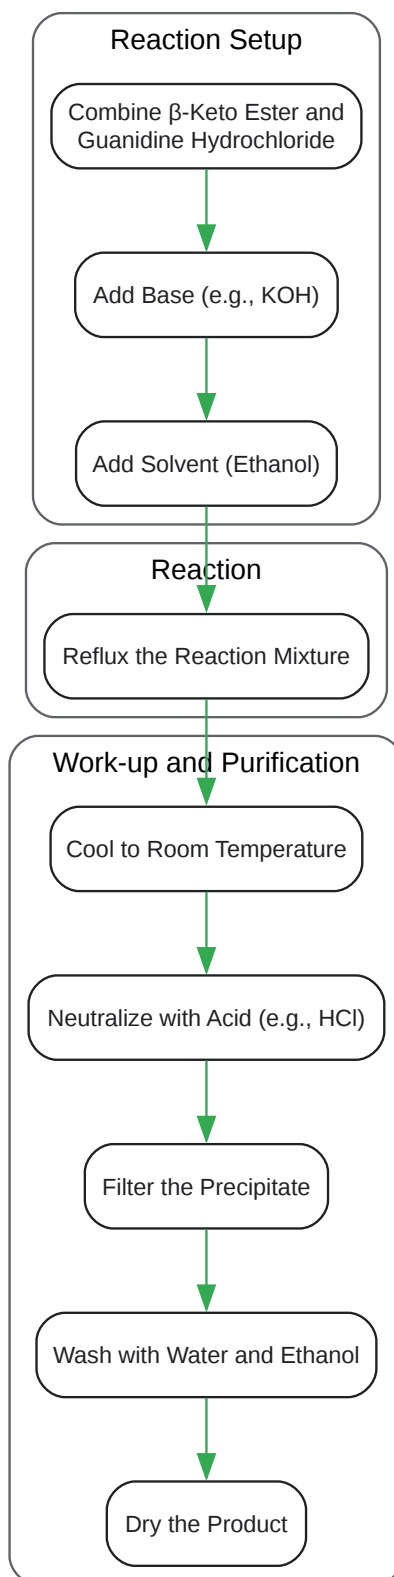 Reaction Setup
Combine β-Keto Ester and
Guanidine Hydrochloride
Add Base (e.g., KOH)
Add Solvent (Ethanol)
Reaction
Reflux the Reaction Mixture
Work-up and Purification
Cool to Room Temperature
Neutralize with Acid (e.g., HCl)
Filter the Precipitate
Wash with Water and Ethanol
Dry the Product